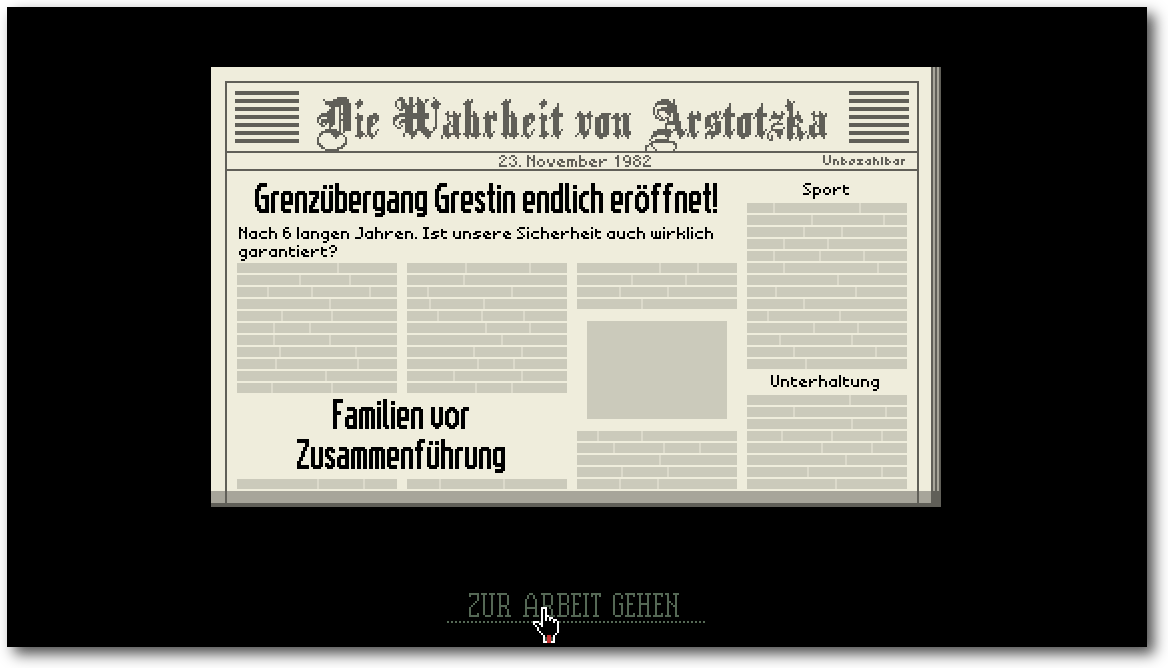 Die Wahrheit von Arstotzka
23. November 1982
Unbezahlbar
Grenzübergang Grestin endlich eröffnet!
Nach 6 langen Jahren. Ist unsere Sicherheit auch wirklich
garantiert?
Familien vor
Zusammenführung
Sport
Unterhaltung
ZUR ARBEIT GEHEN